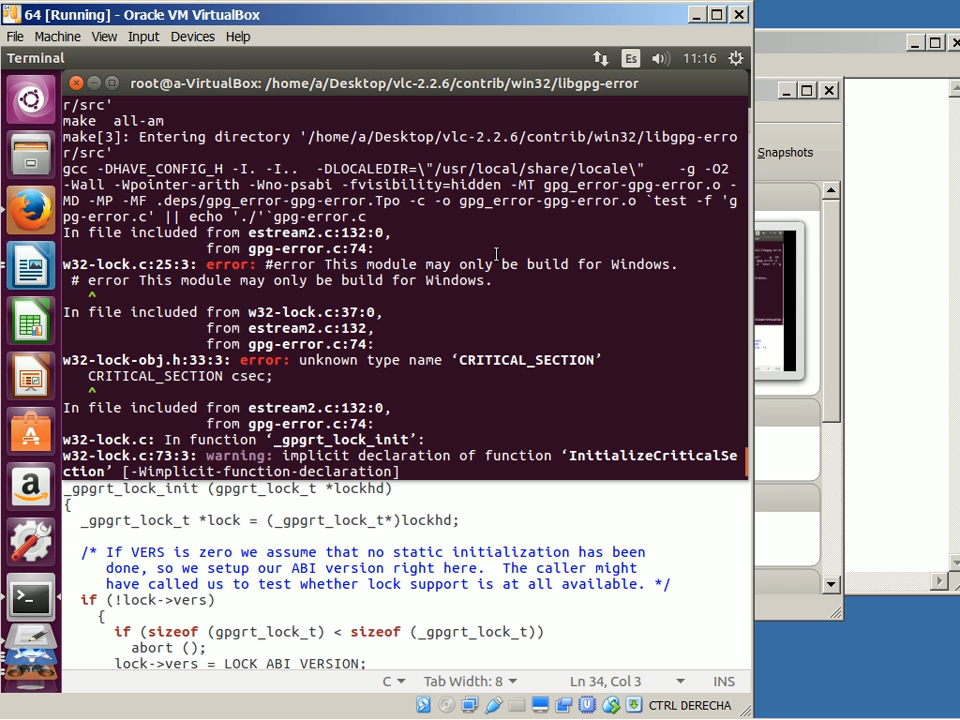 64 [Running] - Oracle VM VirtualBox
File Machine View Input Devices Help
Terminal
Es
11:16
root@a-VirtualBox: /home/a/Desktop/vlc-2.2.6/contrib/win32/libgpg-error
r/src'
make  all-am
make[3]: Entering directory '/home/a/Desktop/vlc-2.2.6/contrib/win32/libgpg-erro
r/src'
gcc -DHAVE_CONFIG_H -I. -I..  -DLOCALEDIR=\"/usr/local/share/locale\"   -g -O2
-Wall -Wpointer-arith -Wno-psabi -fvisibility=hidden -MT gpg_error-gpg-error.o -
MD -MP -MF .deps/gpg_error-gpg-error.Tpo -c -o gpg_error-gpg-error.o `test -f 'g
pg-error.c' || echo './'`gpg-error.c
In file included from estream2.c:132:0,
from gpg-error.c:74:
w32-lock.c:25:3: error: #error This module may only be build for Windows.
# error This module may only be build for Windows.
^
In file included from w32-lock.c:37:0,
from estream2.c:132,
from gpg-error.c:74:
w32-lock-obj.h:33:3: error: unknown type name ‘CRITICAL_SECTION’
CRITICAL_SECTION csec;
^
In file included from estream2.c:132:0,
from gpg-error.c:74:
w32-lock.c: In function ‘_gpgrt_lock_init’:
w32-lock.c:73:3: warning: implicit declaration of function ‘InitializeCriticalSe
ction’ [-Wimplicit-function-declaration]
_gpgrt_lock_init (gpgrt_lock_t *lockhd)
{
_gpgrt_lock_t *lock = (_gpgrt_lock_t*)lockhd;
/* If VERS is zero we assume that no static initialization has been
done, so we setup our ABI version right here.  The caller might
have called us to test whether lock support is at all available. */
if (!lock->vers)
{
if (sizeof (gpgrt_lock_t) < sizeof (_gpgrt_lock_t))
abort ();
lock->vers = LOCK_ABI_VERSION;
C Tab Width: 8 Ln 34, Col 3 INS
CTRL DERECHA
Snapshots